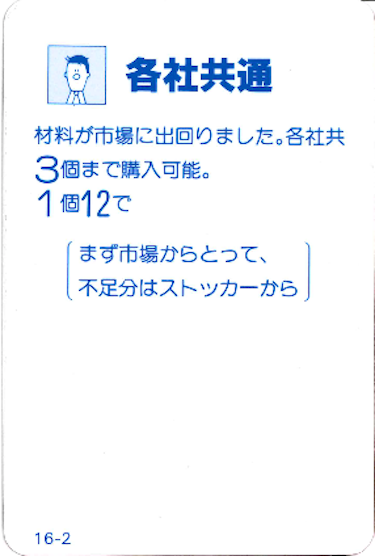 各社共通
材料が市場に出回りました。各社共
3個まで購入可能。
1個12で
(まず市場からとって、
不足分はストッカーから)
16-2